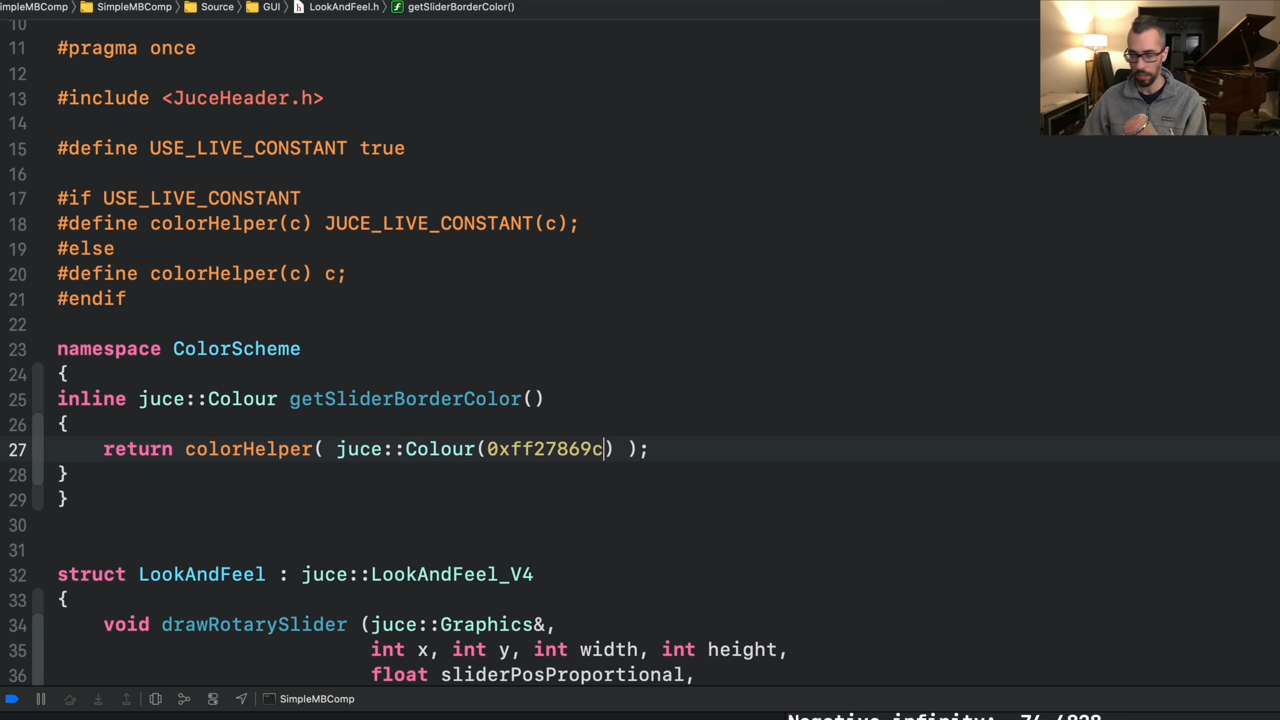 impleMBComp SimpleMBComp Source GUI LookAndFeel.h getSliderBorderColor()
10
11 #pragma once
12
13 #include <JuceHeader.h>
14
15 #define USE_LIVE_CONSTANT true
16
17 #if USE_LIVE_CONSTANT
18 #define colorHelper(c) JUCE_LIVE_CONSTANT(c);
19 #else
20 #define colorHelper(c) c;
21 #endif
22
23 namespace ColorScheme
24 {
25 inline juce::Colour getSliderBorderColor()
26 {
27 return colorHelper( juce::Colour(0xff27869c) );
28 }
29 }
30
31
32 struct LookAndFeel : juce::LookAndFeel_V4
33 {
34 void drawRotarySlider (juce::Graphics&,
35 int x, int y, int width, int height,
36 float sliderPosProportional,
SimpleMBComp
Negative infinity: -74.4828